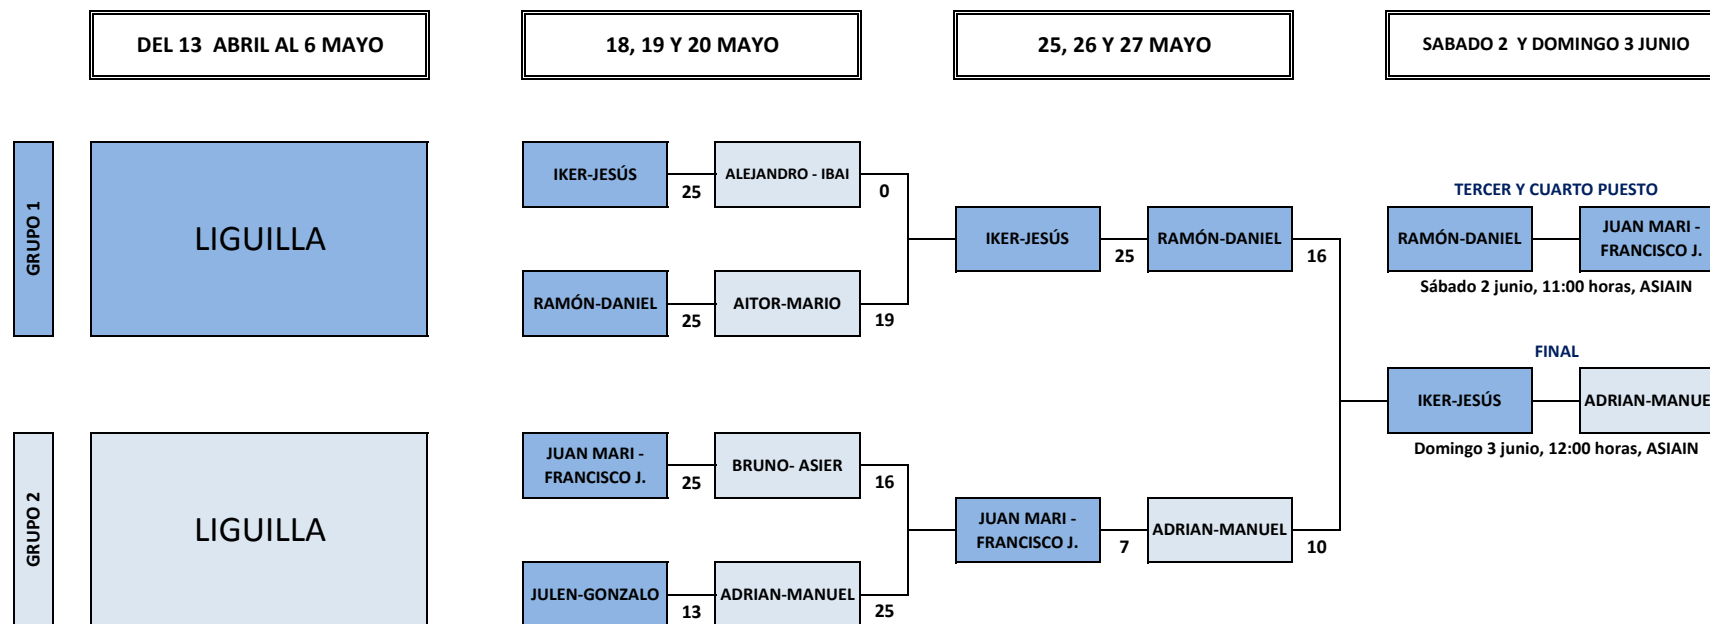 DEL 13 ABRIL AL 6 MAYO
18, 19 Y 20 MAYO
25, 26 Y 27 MAYO
SABADO 2 Y DOMINGO 3 JUNIO
GRUPO 1
LIGUILLA
IKER-JESÚS
25
ALEJANDRO - IBAI
0
RAMÓN-DANIEL
25
AITOR-MARIO
19
IKER-JESÚS
25
RAMÓN-DANIEL
16
TERCER Y CUARTO PUESTO
RAMÓN-DANIEL
JUAN MARI -
FRANCISCO J.
Sábado 2 junio, 11:00 horas, ASIAIN
FINAL
IKER-JESÚS
ADRIAN-MANUE
Domingo 3 junio, 12:00 horas, ASIAIN
GRUPO 2
LIGUILLA
JUAN MARI -
FRANCISCO J.
25
BRUNO- ASIER
16
JULEN-GONZALO
13
ADRIAN-MANUEL
25
JUAN MARI -
FRANCISCO J.
7
ADRIAN-MANUEL
10